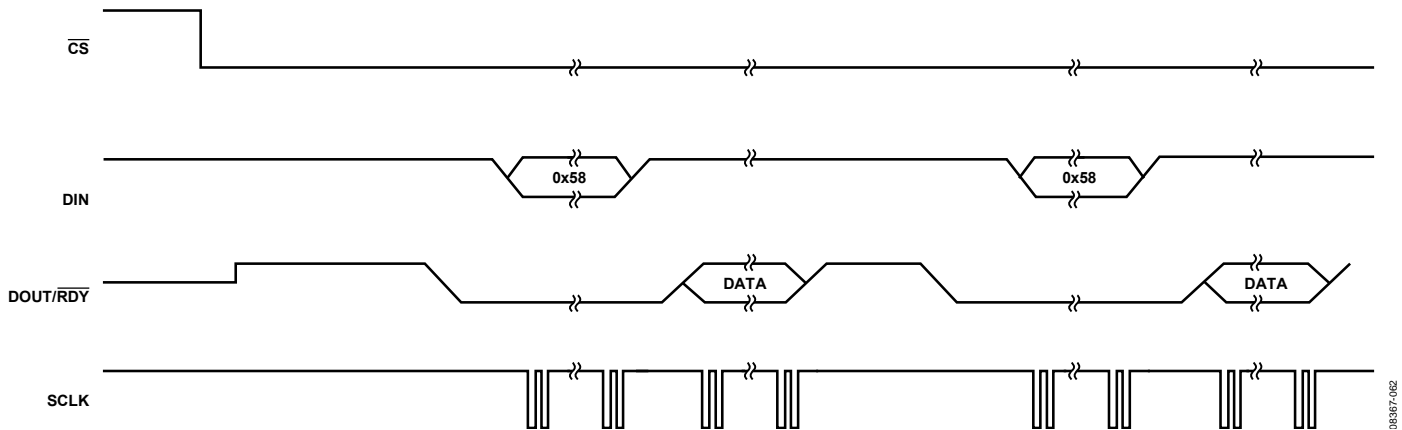 CS
DIN
0x58
0x58
DOUT/RDY
DATA
DATA
SCLK
08367-062